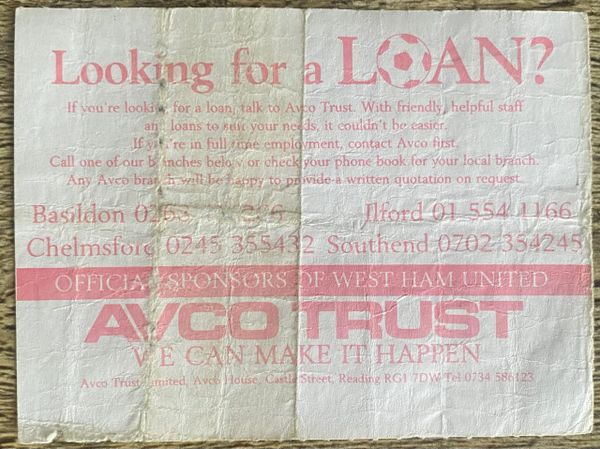 Looking for a LOAN?
If you're looking for a loan, talk to Avco Trust. With friendly, helpful staff
and loans to suit your needs, it couldn't be easier.
If you're in full time employment, contact Avco first.
Call one of our branches below or check your phone book for your local branch.
Any Avco branch will be happy to provide a written quotation on request.
Basildon Ilford 01 554 1166
Chelmsford 0245 355432 Southend 0702 354245
OFFICIAL SPONSORS OF WEST HAM UNITED
AVCO TRUST
WE CAN MAKE IT HAPPEN
Avco Trust Limited, Avco House, Castle Street, Reading RG1 7DW Tel 0734 586123